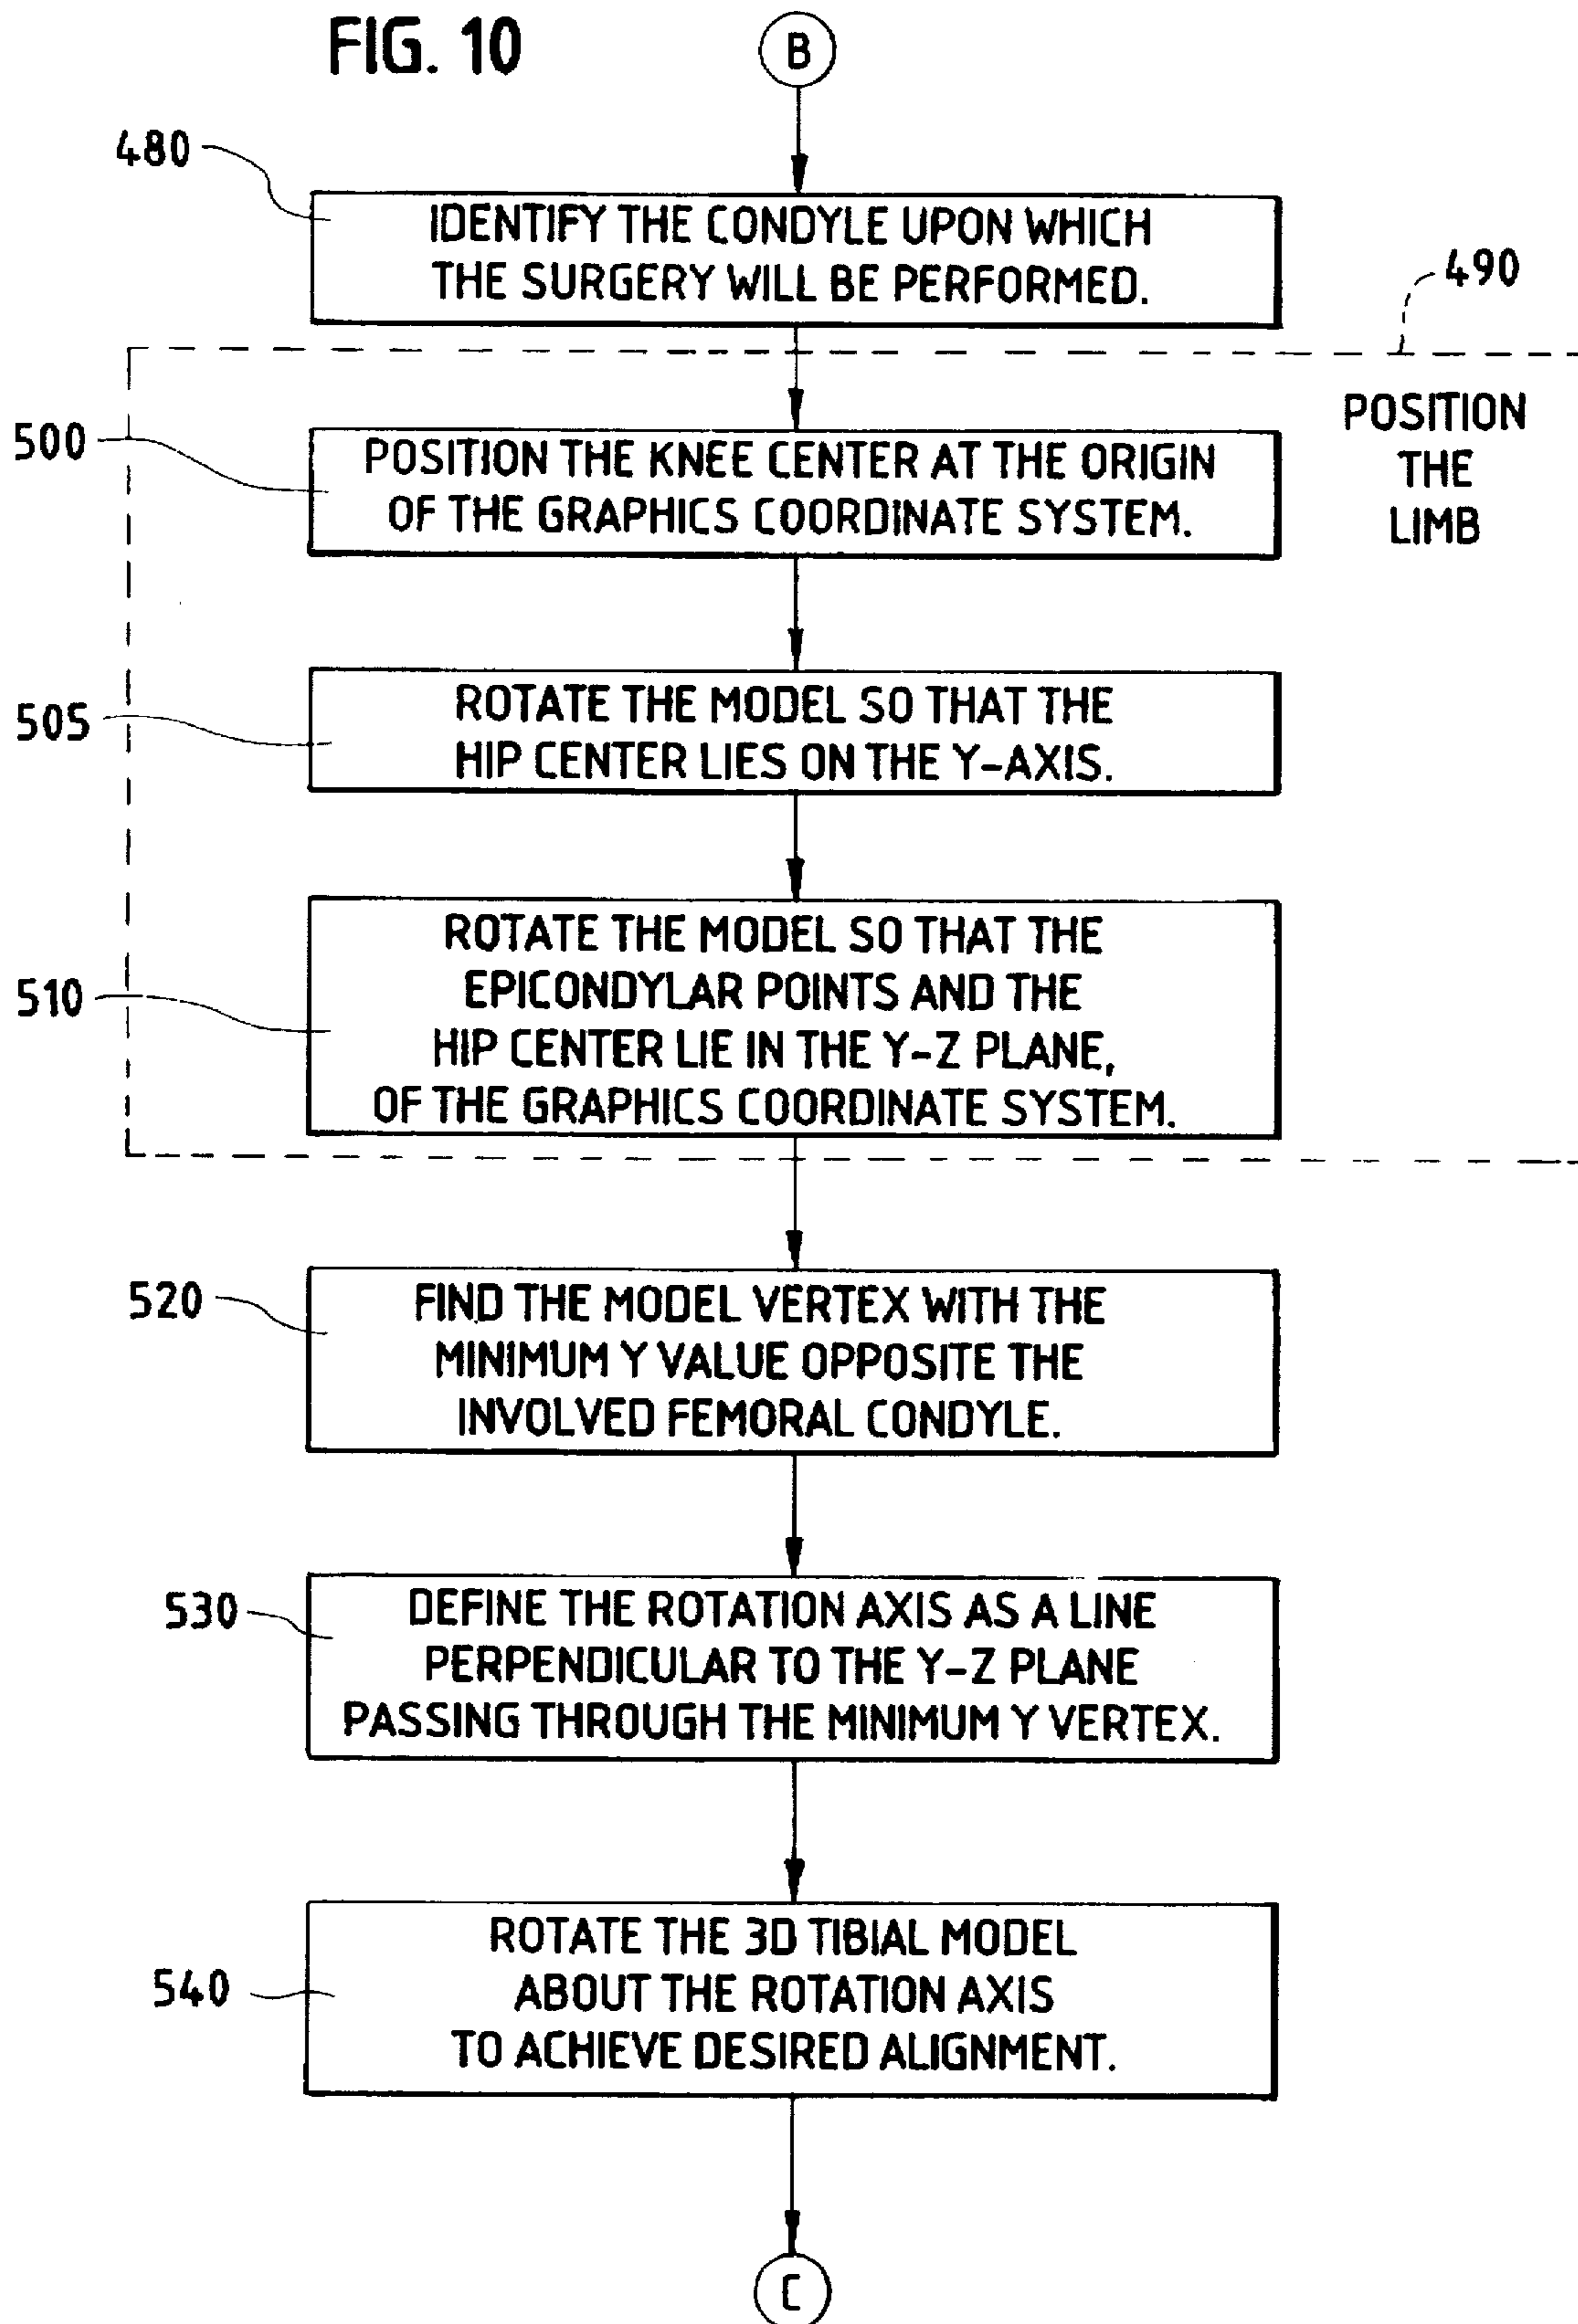 FIG. 10
B
480
IDENTIFY THE CONDYLE UPON WHICH
THE SURGERY WILL BE PERFORMED.
490
POSITION
THE
LIMB
500
POSITION THE KNEE CENTER AT THE ORIGIN
OF THE GRAPHICS COORDINATE SYSTEM.
505
ROTATE THE MODEL SO THAT THE
HIP CENTER LIES ON THE Y-AXIS.
510
ROTATE THE MODEL SO THAT THE
EPICONDYLAR POINTS AND THE
HIP CENTER LIE IN THE Y-Z PLANE,
OF THE GRAPHICS COORDINATE SYSTEM.
520
FIND THE MODEL VERTEX WITH THE
MINIMUM Y VALUE OPPOSITE THE
INVOLVED FEMORAL CONDYLE.
530
DEFINE THE ROTATION AXIS AS A LINE
PERPENDICULAR TO THE Y-Z PLANE
PASSING THROUGH THE MINIMUM Y VERTEX.
540
ROTATE THE 3D TIBIAL MODEL
ABOUT THE ROTATION AXIS
TO ACHIEVE DESIRED ALIGNMENT.
C